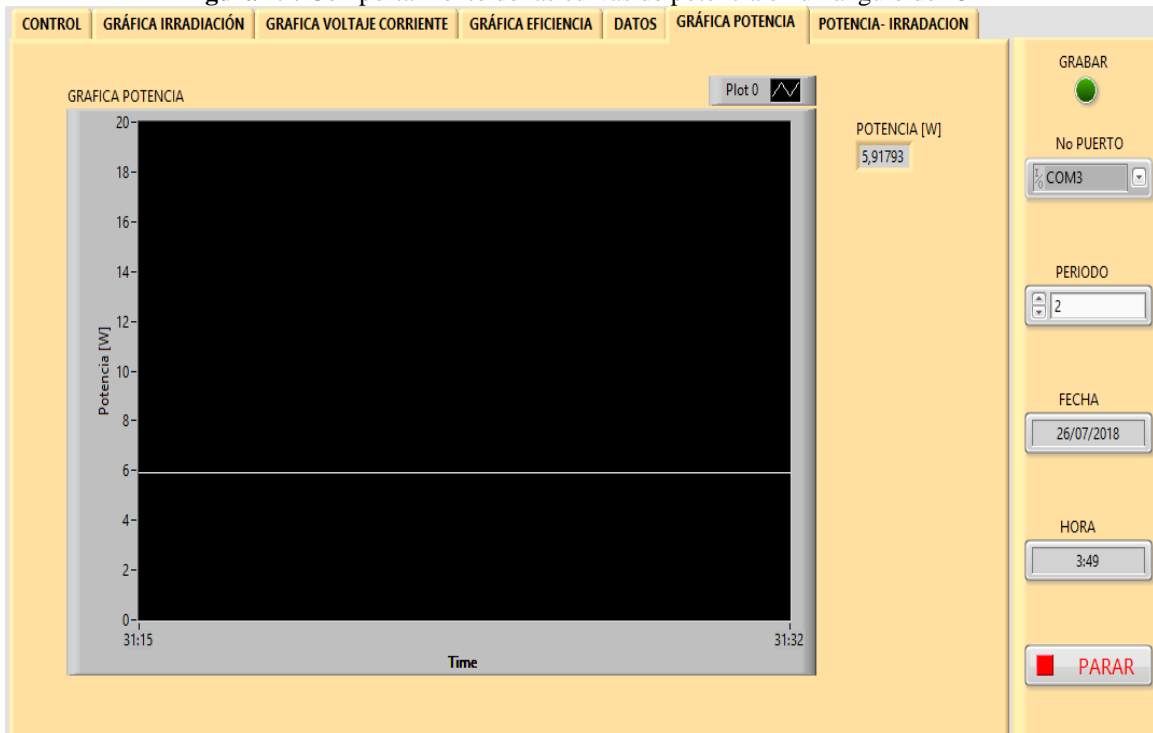 CONTROL GRÁFICA IRRADIACIÓN GRAFICA VOLTAJE CORRIENTE GRÁFICA EFICIENCIA DATOS GRÁFICA POTENCIA POTENCIA- IRRADACION
GRAFICA POTENCIA
Plot 0
POTENCIA [W]
5,91793
Potencia [W]
20
18
16
14
12
10
8
6
4
2
0
31:15
31:32
Time
GRABAR
No PUERTO
COM3
PERIODO
2
FECHA
26/07/2018
HORA
3:49
PARAR